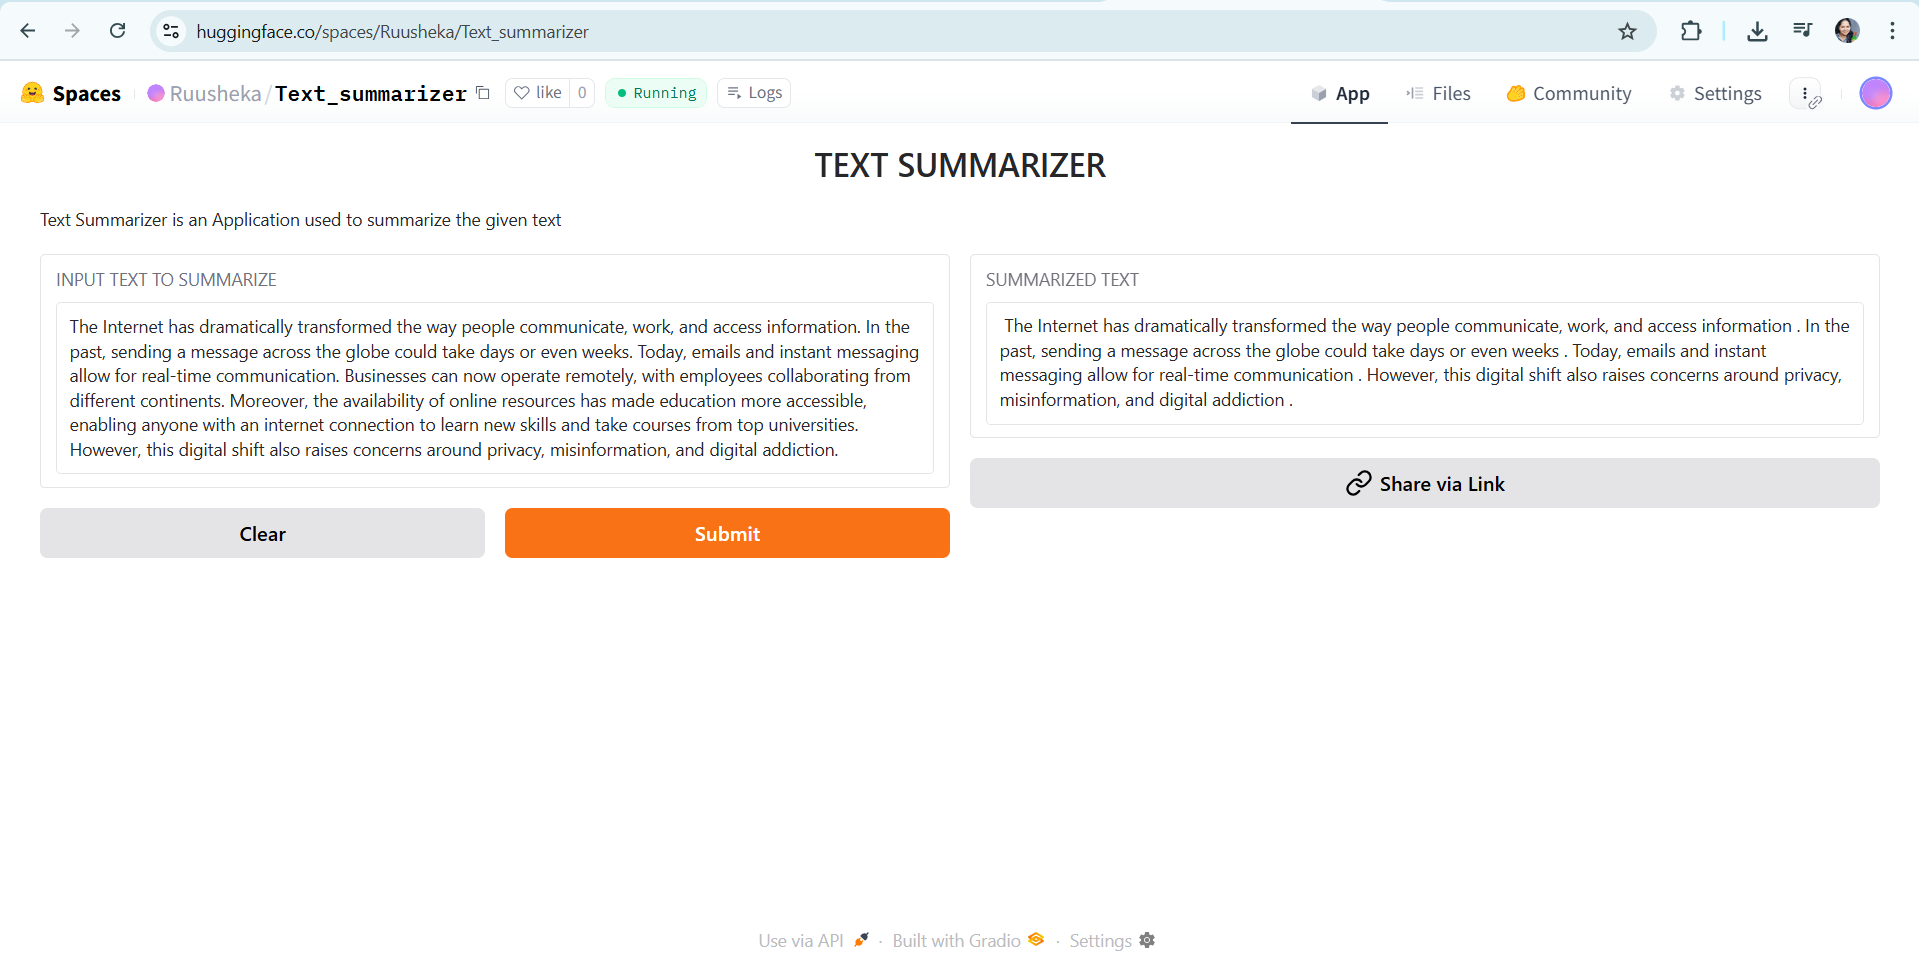 huggingface.co/spaces/Ruusheka/Text_summarizer
Spaces Ruusheka/Text_summarizer like 0 Running Logs App Files Community Settings
TEXT SUMMARIZER
Text Summarizer is an Application used to summarize the given text
INPUT TEXT TO SUMMARIZE
The Internet has dramatically transformed the way people communicate, work, and access information. In the
past, sending a message across the globe could take days or even weeks. Today, emails and instant messaging
allow for real-time communication. Businesses can now operate remotely, with employees collaborating from
different continents. Moreover, the availability of online resources has made education more accessible,
enabling anyone with an internet connection to learn new skills and take courses from top universities.
However, this digital shift also raises concerns around privacy, misinformation, and digital addiction.
Clear Submit
SUMMARIZED TEXT
The Internet has dramatically transformed the way people communicate, work, and access information . In the
past, sending a message across the globe could take days or even weeks . Today, emails and instant
messaging allow for real-time communication . However, this digital shift also raises concerns around privacy,
misinformation, and digital addiction .
Share via Link
Use via API · Built with Gradio · Settings